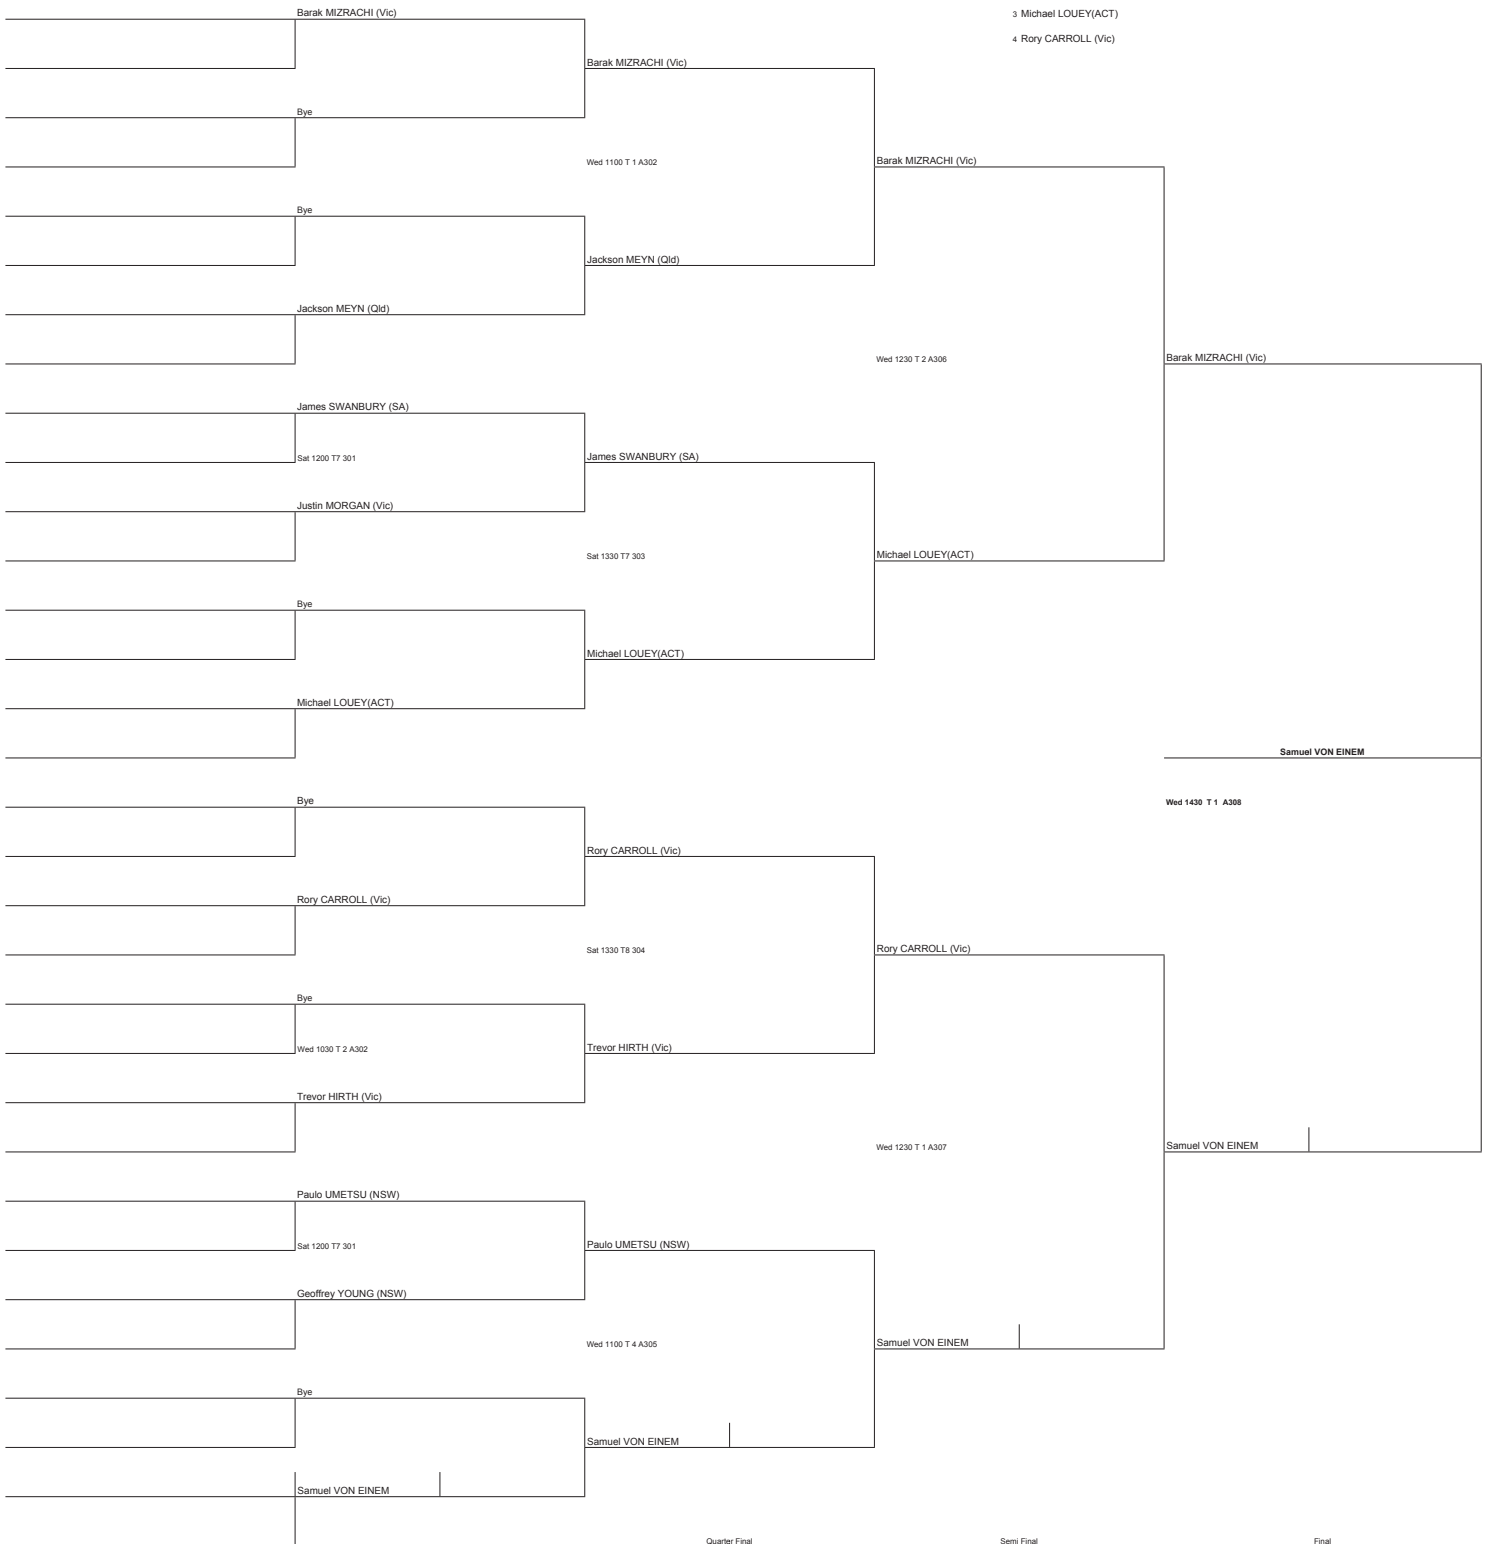 Barak MIZRACHI (Vic)
3 Michael LOUEY(ACT)
4 Rory CARROLL (Vic)
Barak MIZRACHI (Vic)
Bye
Wed 1100 T 1 A302
Barak MIZRACHI (Vic)
Bye
Jackson MEYN (Qld)
Jackson MEYN (Qld)
Wed 1230 T 2 A306
Barak MIZRACHI (Vic)
James SWANBURY (SA)
Sat 1200 T7 301
James SWANBURY (SA)
Justin MORGAN (Vic)
Sat 1330 T7 303
Michael LOUEY(ACT)
Bye
Michael LOUEY(ACT)
Michael LOUEY(ACT)
Samuel VON EINEM
Bye
Wed 1430 T 1 A308
Rory CARROLL (Vic)
Rory CARROLL (Vic)
Sat 1330 T8 304
Rory CARROLL (Vic)
Bye
Wed 1030 T 2 A302
Trevor HIRTH (Vic)
Trevor HIRTH (Vic)
Wed 1230 T 1 A307
Samuel VON EINEM
Paulo UMETSU (NSW)
Sat 1200 T7 301
Paulo UMETSU (NSW)
Geoffrey YOUNG (NSW)
Wed 1100 T 4 A305
Samuel VON EINEM
Bye
Samuel VON EINEM
Samuel VON EINEM
Quarter Final
Semi Final
Final